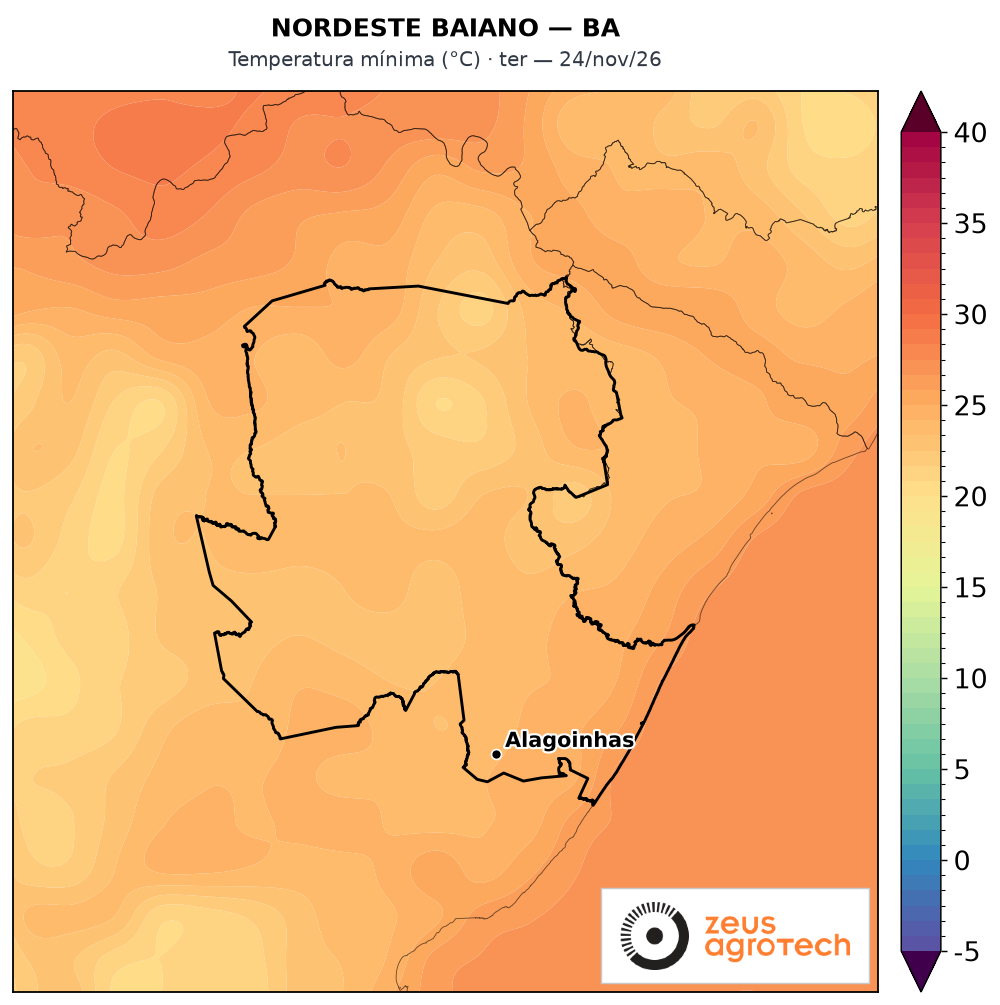 NORDESTE BAIANO — BA
Temperatura mínima (°C) · ter — 24/nov/26
40
35
30
25
20
15
10
5
0
-5
Alagoinhas
zeus
agrotech